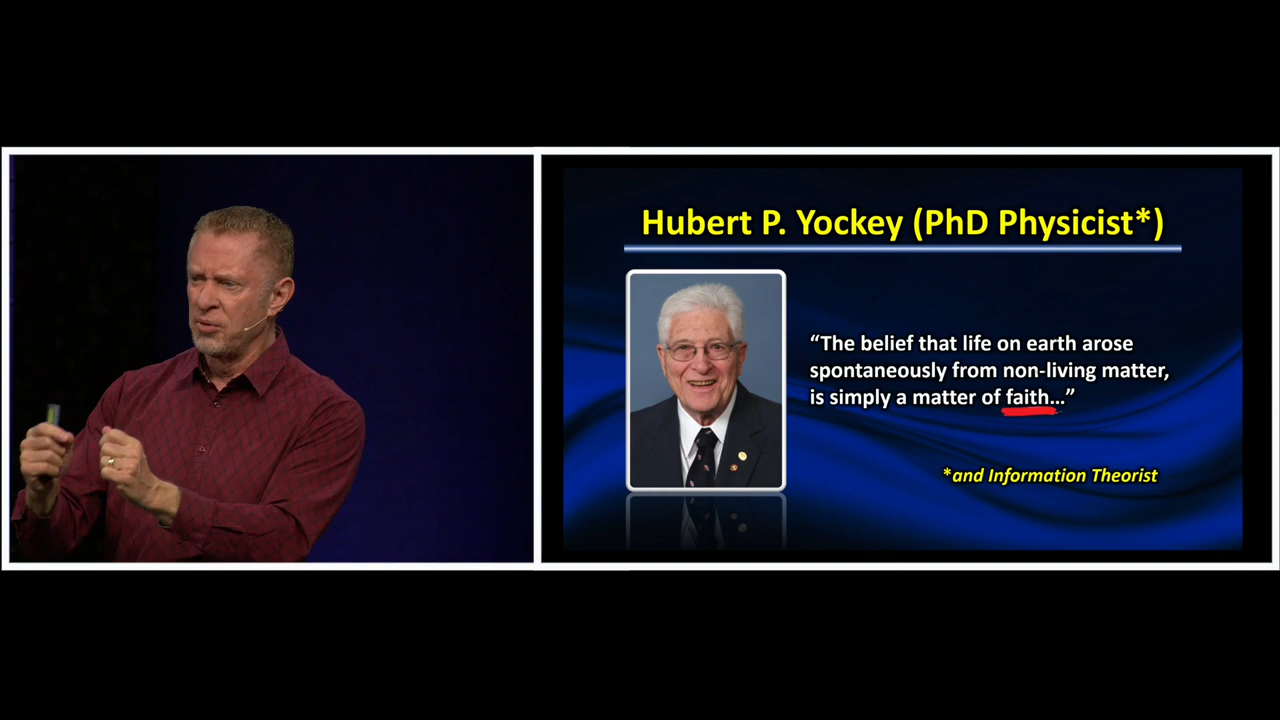 Hubert P. Yockey (PhD Physicist*)
“The belief that life on earth arose
spontaneously from non-living matter,
is simply a matter of faith…”
*and Information Theorist